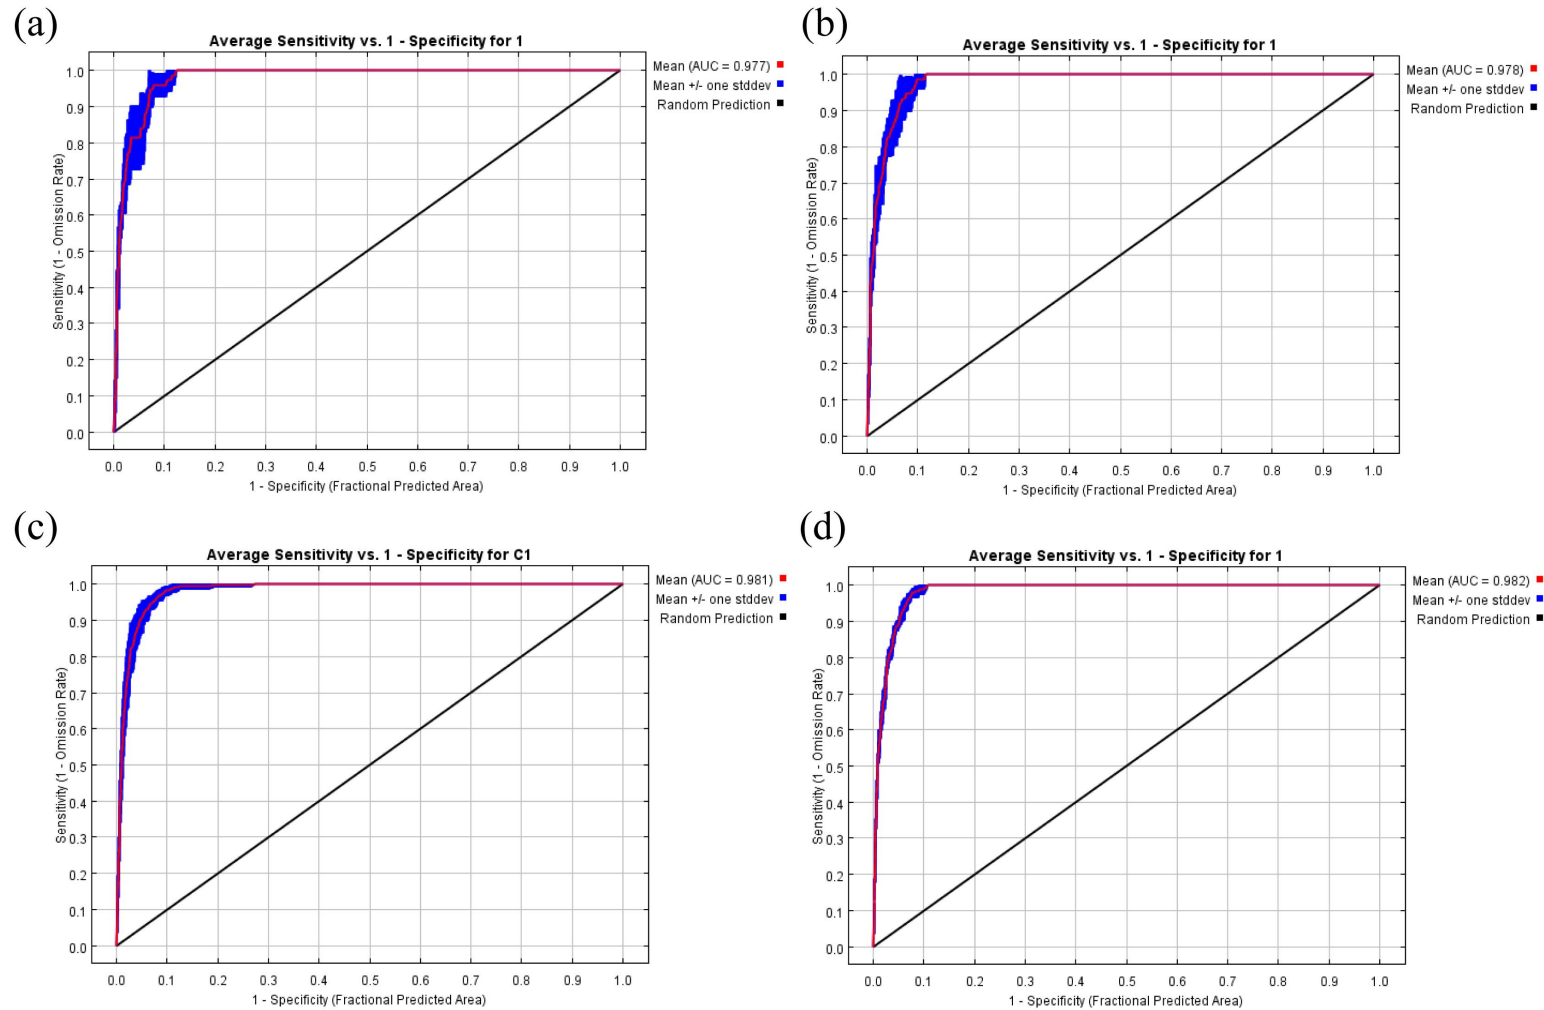 (a)
Average Sensitivity vs. 1 - Specificity for 1
Mean (AUC = 0.977)
Mean +/- one stddev
Random Prediction
Sensitivity (1 - Omission Rate)
1.0
0.9
0.8
0.7
0.6
0.5
0.4
0.3
0.2
0.1
0.0
0.0 0.1 0.2 0.3 0.4 0.5 0.6 0.7 0.8 0.9 1.0
1 - Specificity (Fractional Predicted Area)
(b)
Average Sensitivity vs. 1 - Specificity for 1
Mean (AUC = 0.978)
Mean +/- one stddev
Random Prediction
Sensitivity (1 - Omission Rate)
1.0
0.9
0.8
0.7
0.6
0.5
0.4
0.3
0.2
0.1
0.0
0.0 0.1 0.2 0.3 0.4 0.5 0.6 0.7 0.8 0.9 1.0
1 - Specificity (Fractional Predicted Area)
(c)
Average Sensitivity vs. 1 - Specificity for C1
Mean (AUC = 0.981)
Mean +/- one stddev
Random Prediction
Sensitivity (1 - Omission Rate)
1.0
0.9
0.8
0.7
0.6
0.5
0.4
0.3
0.2
0.1
0.0
0.0 0.1 0.2 0.3 0.4 0.5 0.6 0.7 0.8 0.9 1.0
1 - Specificity (Fractional Predicted Area)
(d)
Average Sensitivity vs. 1 - Specificity for 1
Mean (AUC = 0.982)
Mean +/- one stddev
Random Prediction
Sensitivity (1 - Omission Rate)
1.0
0.9
0.8
0.7
0.6
0.5
0.4
0.3
0.2
0.1
0.0
0.0 0.1 0.2 0.3 0.4 0.5 0.6 0.7 0.8 0.9 1.0
1 - Specificity (Fractional Predicted Area)